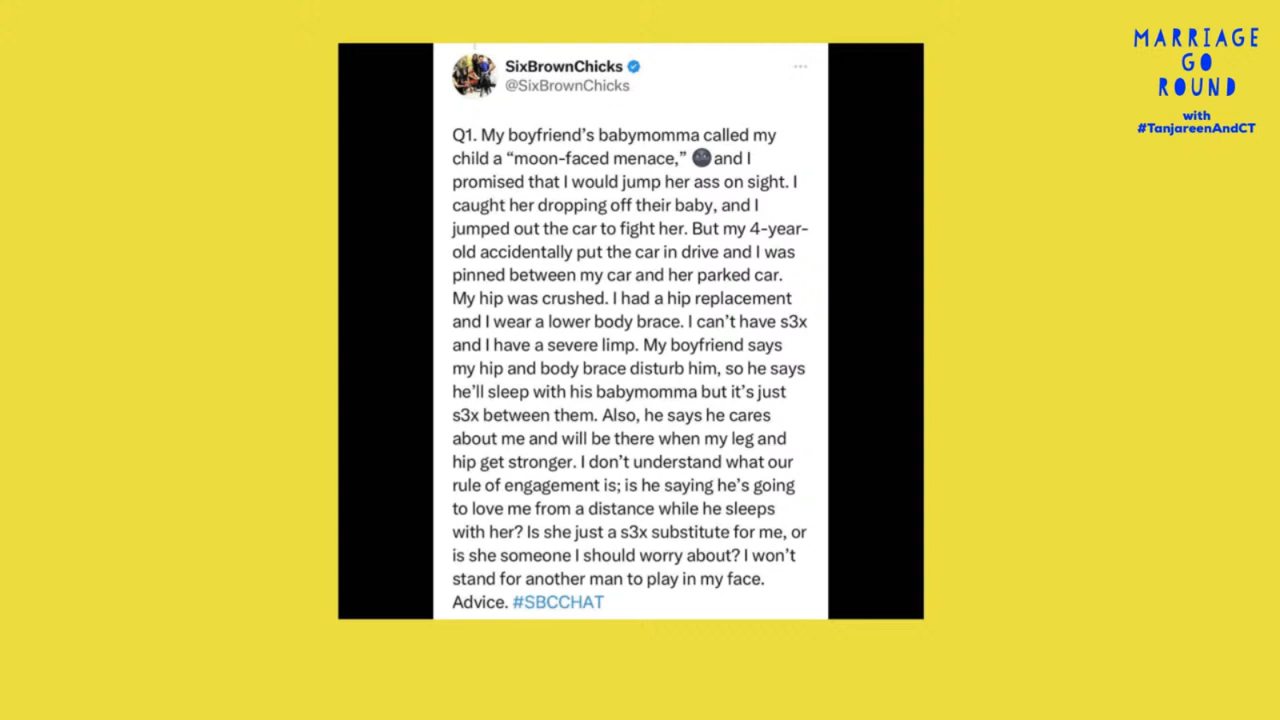 MARRIAGE
GO
ROUND
with
#TanjareenAndCT
SixBrownChicks
@SixBrownChicks
Q1. My boyfriend’s babymomma called my
child a “moon-faced menace,” 🌚and I
promised that I would jump her ass on sight. I
caught her dropping off their baby, and I
jumped out the car to fight her. But my 4-year-
old accidentally put the car in drive and I was
pinned between my car and her parked car.
My hip was crushed. I had a hip replacement
and I wear a lower body brace. I can’t have s3x
and I have a severe limp. My boyfriend says
my hip and body brace disturb him, so he says
he’ll sleep with his babymomma but it’s just
s3x between them. Also, he says he cares
about me and will be there when my leg and
hip get stronger. I don’t understand what our
rule of engagement is; is he saying he’s going
to love me from a distance while he sleeps
with her? Is she just a s3x substitute for me, or
is she someone I should worry about? I won’t
stand for another man to play in my face.
Advice. #SBCCHAT